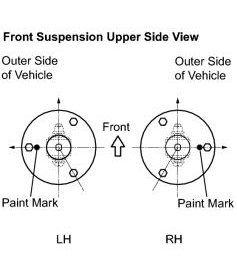 Front Suspension Upper Side View
Outer Side
of Vehicle
Outer Side
of Vehicle
Front
Paint Mark
Paint Mark
LH
RH